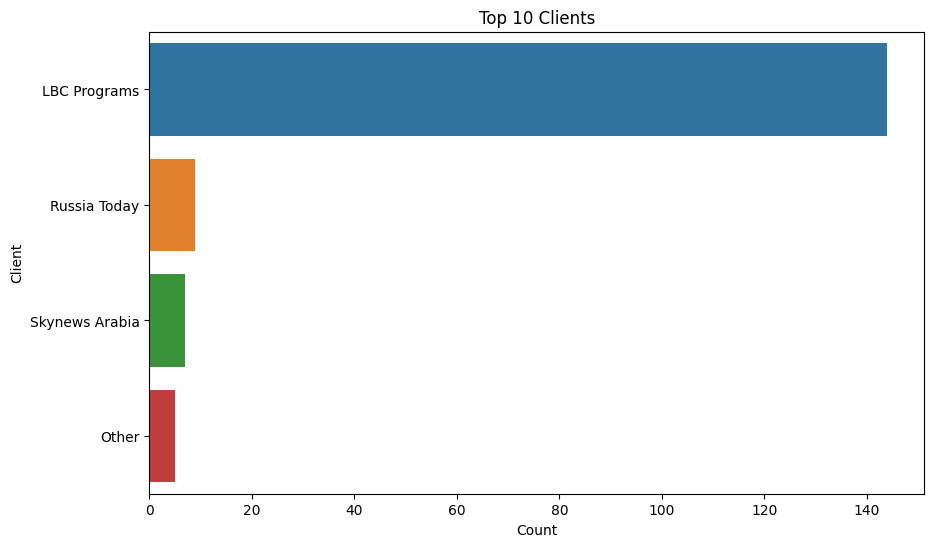 Top 10 Clients
LBC Programs
Russia Today
Skynews Arabia
Other
Client
0 20 40 60 80 100 120 140
Count